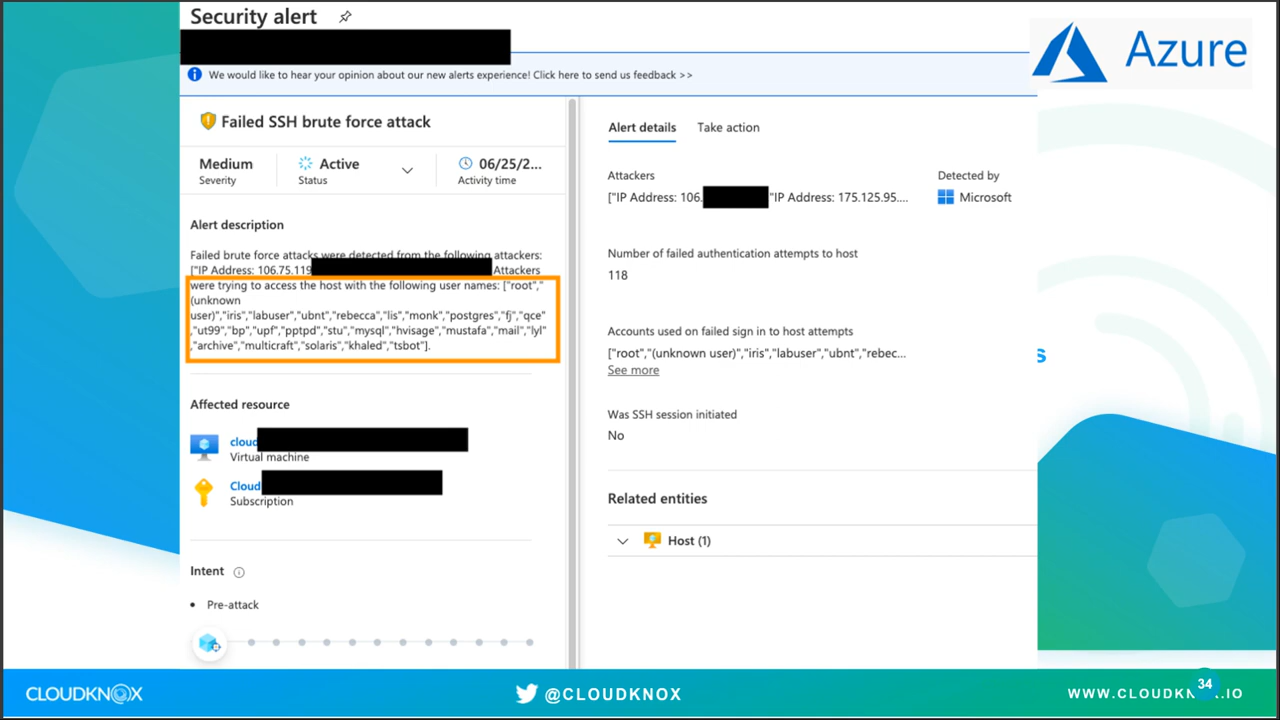 Security alert
Azure
We would like to hear your opinion about our new alerts experience! Click here to send us feedback >>
Failed SSH brute force attack
Medium
Severity
Active
Status
06/25/2...
Activity time
Alert description
Failed brute force attacks were detected from the following attackers:
["IP Address: 106.75.119 Attackers
were trying to access the host with the following user names: ["root","
(unknown
user)","iris","labuser","ubnt","rebecca","lis","monk","postgres","fj","qce"
,"ut99","bp","upf","pptpd","stu","mysql","hvisage","mustafa","mail","lyl"
,"archive","multicraft","solaris","khaled","tsbot"].
Affected resource
cloud
Virtual machine
Cloud
Subscription
Intent
Pre-attack
Alert details
Take action
Attackers
["IP Address: 106. "IP Address: 175.125.95....
Detected by
Microsoft
Number of failed authentication attempts to host
118
Accounts used on failed sign in to host attempts
["root","(unknown user)","iris","labuser","ubnt","rebec...
See more
Was SSH session initiated
No
Related entities
Host (1)
s
CLOUDKNOX
@CLOUDKNOX
34